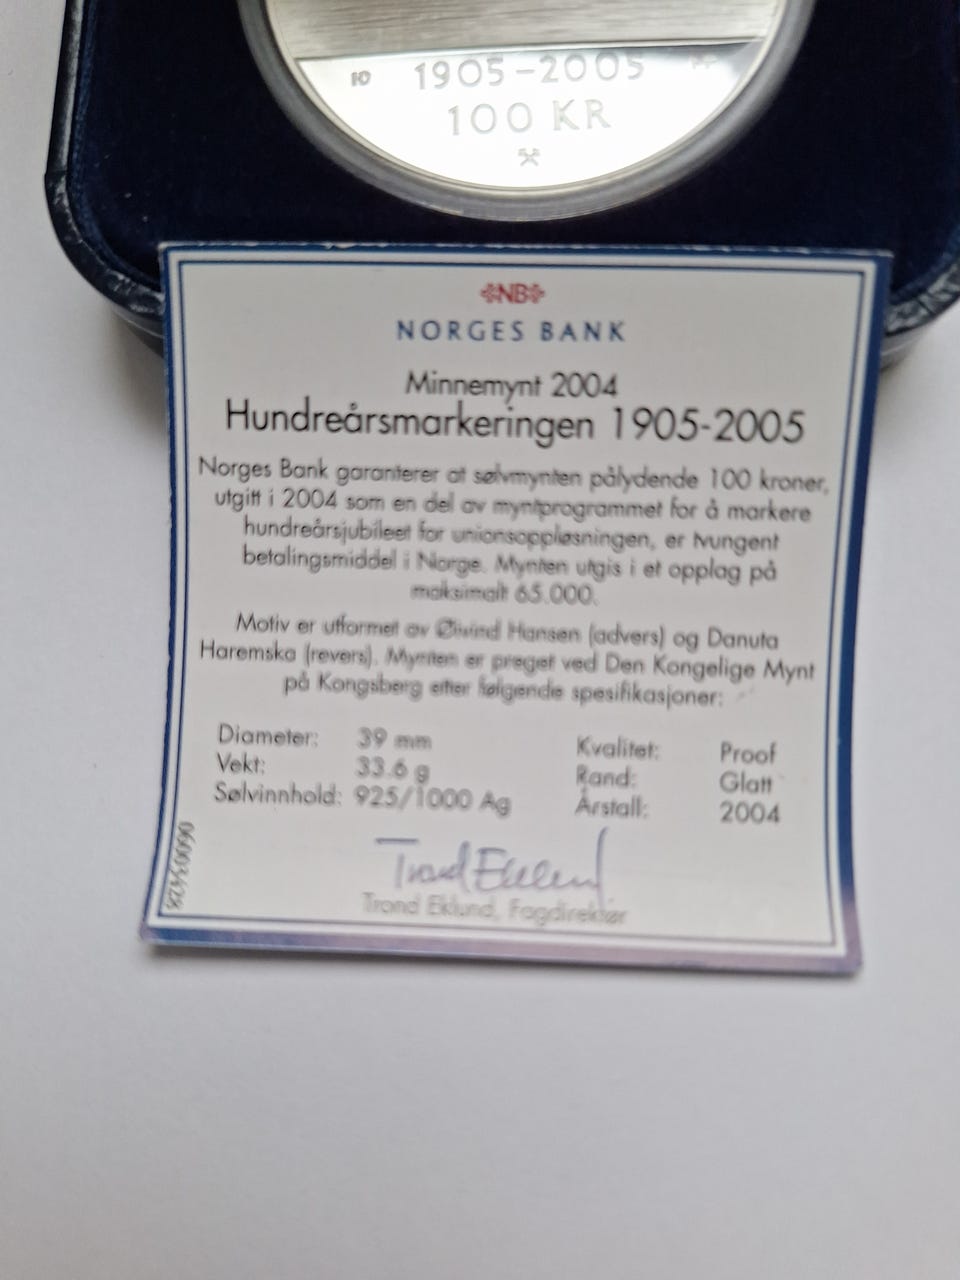 1905-2005
100 KR
NB
NORGES BANK
Minnemynt 2004
Hundreårsmarkeringen 1905-2005
Norges Bank garanterer at sølvmynten pålydende 100 kroner,
utgitt i 2004 som en del av myntprogrammet for å markere
hundreårsjubileet for unionsoppløsningen, er tvungent
betalingsmiddel i Norge. Mynten utgis i et opplag på
maksimalt 65.000.
Motiv er utformet av Øivind Hansen (advers) og Danuta
Haremska (revers). Mynten er preget ved Den Kongelige Mynt
på Kongsberg etter følgende spesifikasjoner:
Diameter: 39 mm
Vekt: 33.6 g
Sølvinnhold: 925/1000 Ag
Kvalitet: Proof
Rand: Glatt
Årstall: 2004
Trond Eklund
Trond Eklund, Fagdirektør